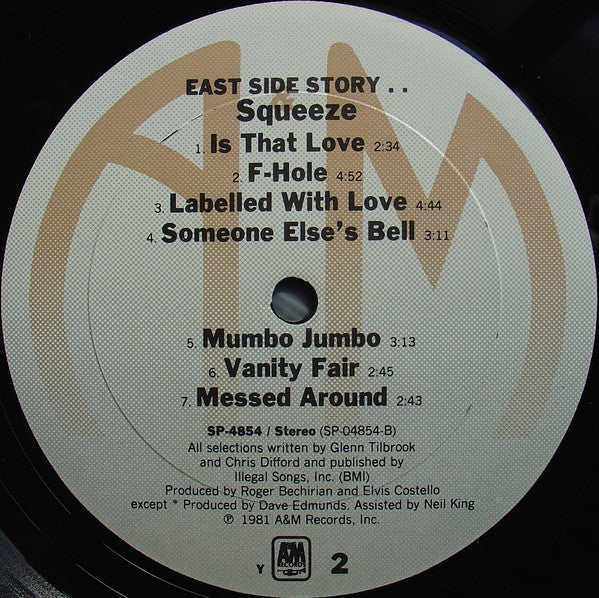 EAST SIDE STORY . .
Squeeze
1. Is That Love 2:34
2. F-Hole 4:52
3. Labelled With Love 4:44
4. Someone Else's Bell 3:11
5. Mumbo Jumbo 3:13
6. Vanity Fair 2:45
7. Messed Around 2:43
SP-4854 / Stereo (SP-04854-B)
All selections written by Glenn Tilbrook
and Chris Difford and published by
Illegal Songs, Inc. (BMI)
Produced by Roger Bechirian and Elvis Costello
except * Produced by Dave Edmunds. Assisted by Neil King
℗ 1981 A&M Records, Inc.
Y A&M RECORDS 2
A&M